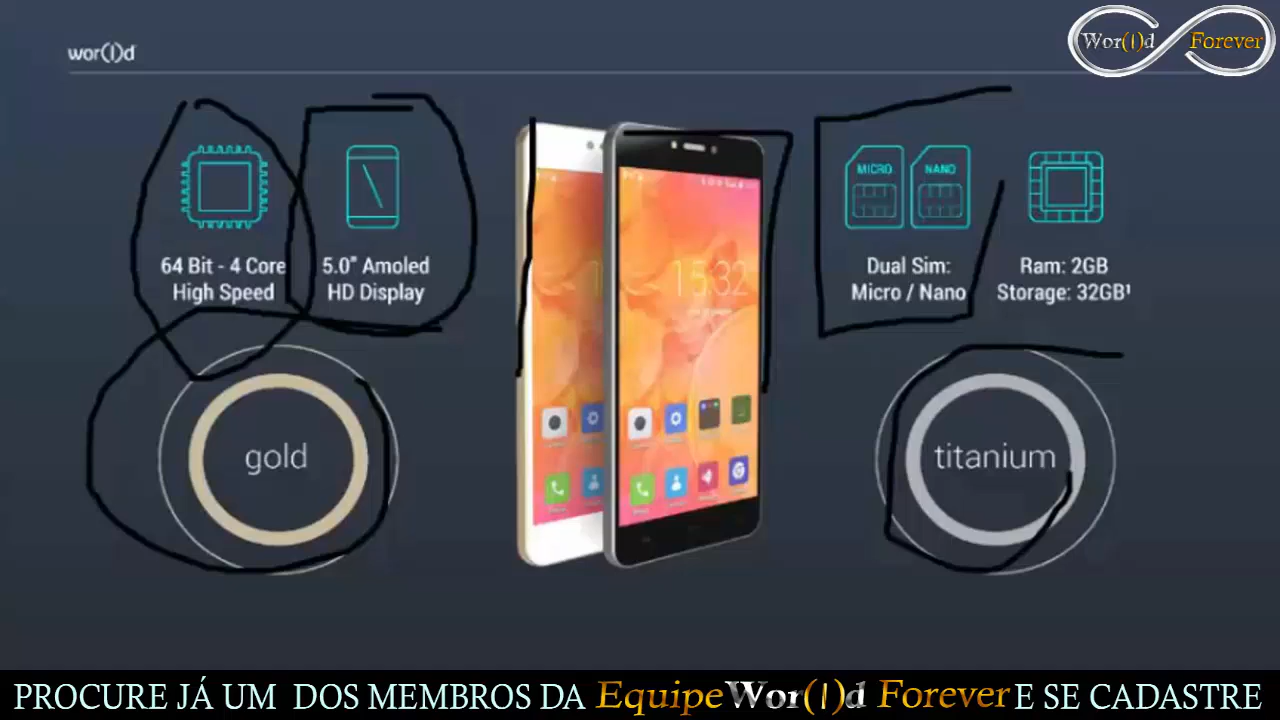 wor(l)d
Wor(l)d Forever
MICRO
NANO
64 Bit - 4 Core
High Speed
5.0" Amoled
HD Display
15:32
Dual Sim:
Micro / Nano
Ram: 2GB
Storage: 32GB¹
gold
titanium
PROCURE JÁ UM DOS MEMBROS DA Equipe Wor(l)d Forever E SE CADASTRE